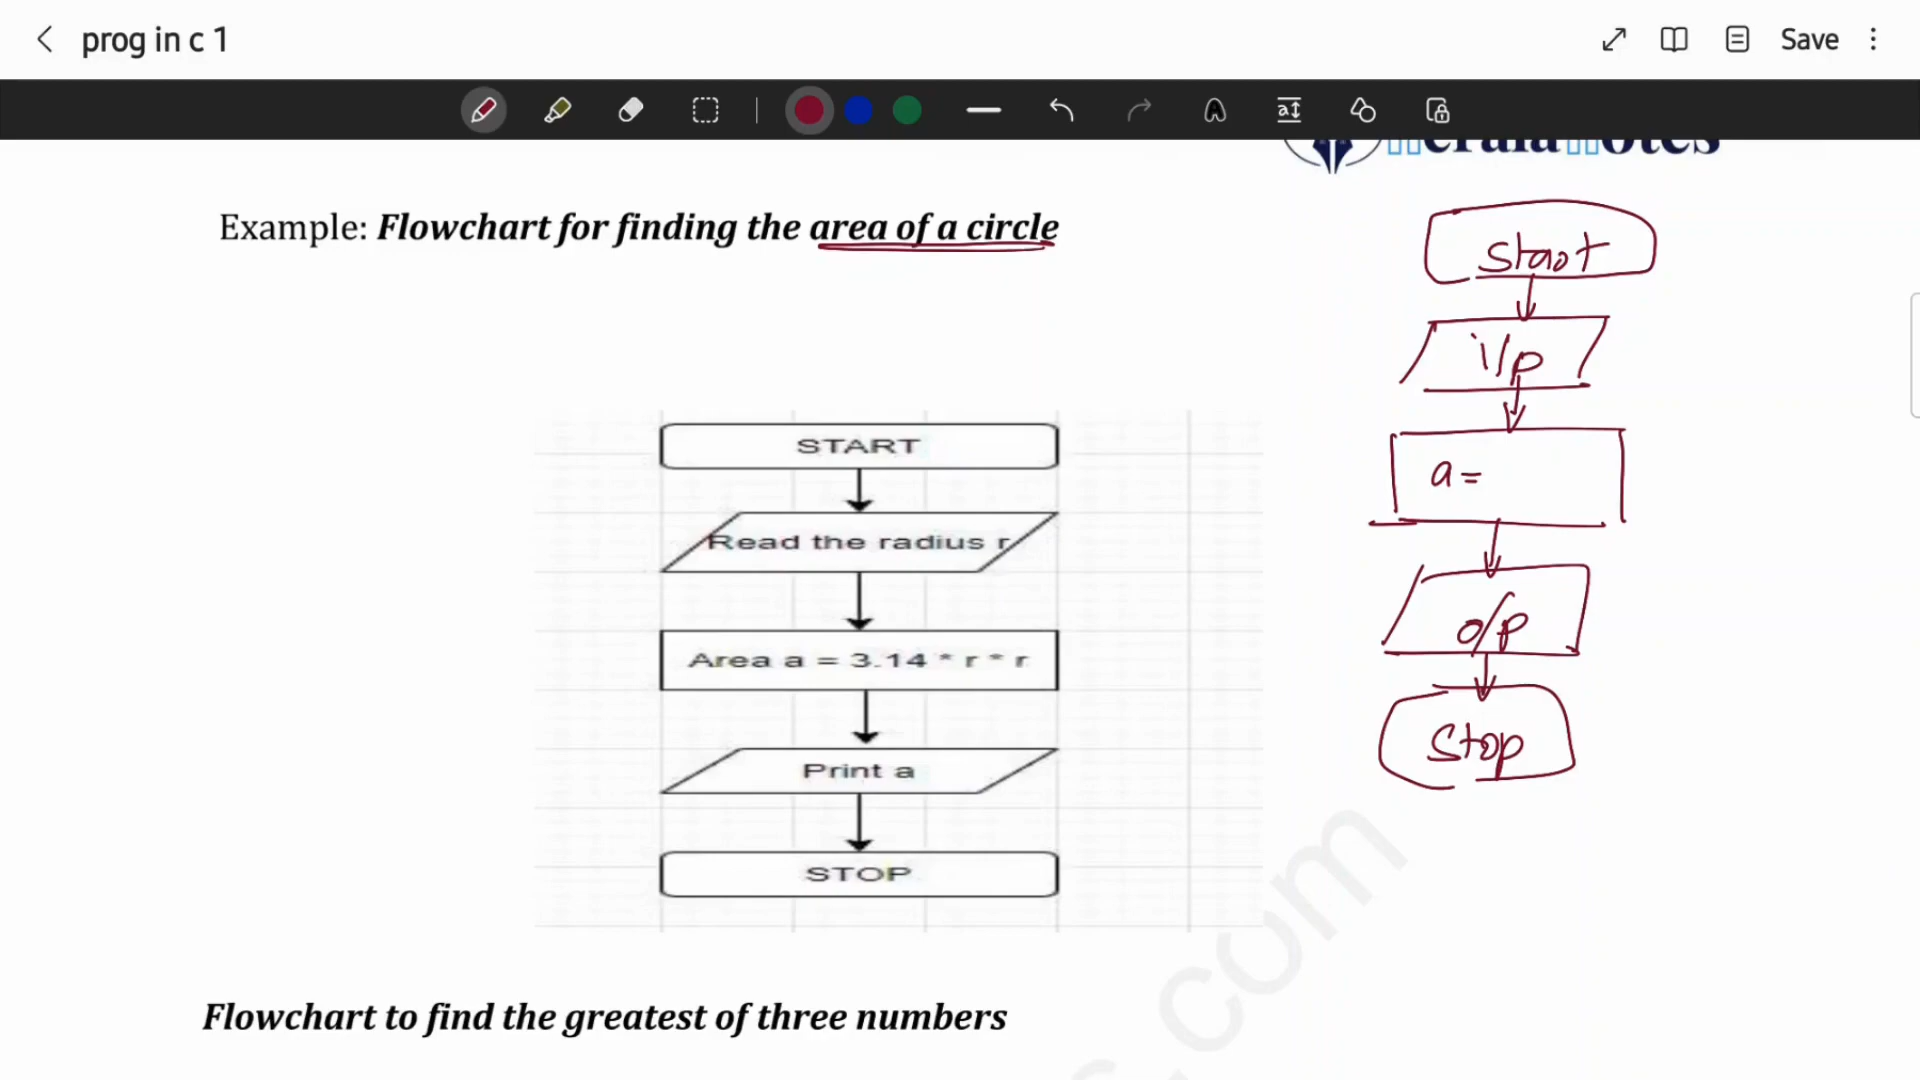 prog in c 1
Save
Example: Flowchart for finding the area of a circle
START
Read the radius r
Area a = 3.14 * r * r
Print a
STOP
Start
i/p
a =
o/p
Stop
Flowchart to find the greatest of three numbers
.com